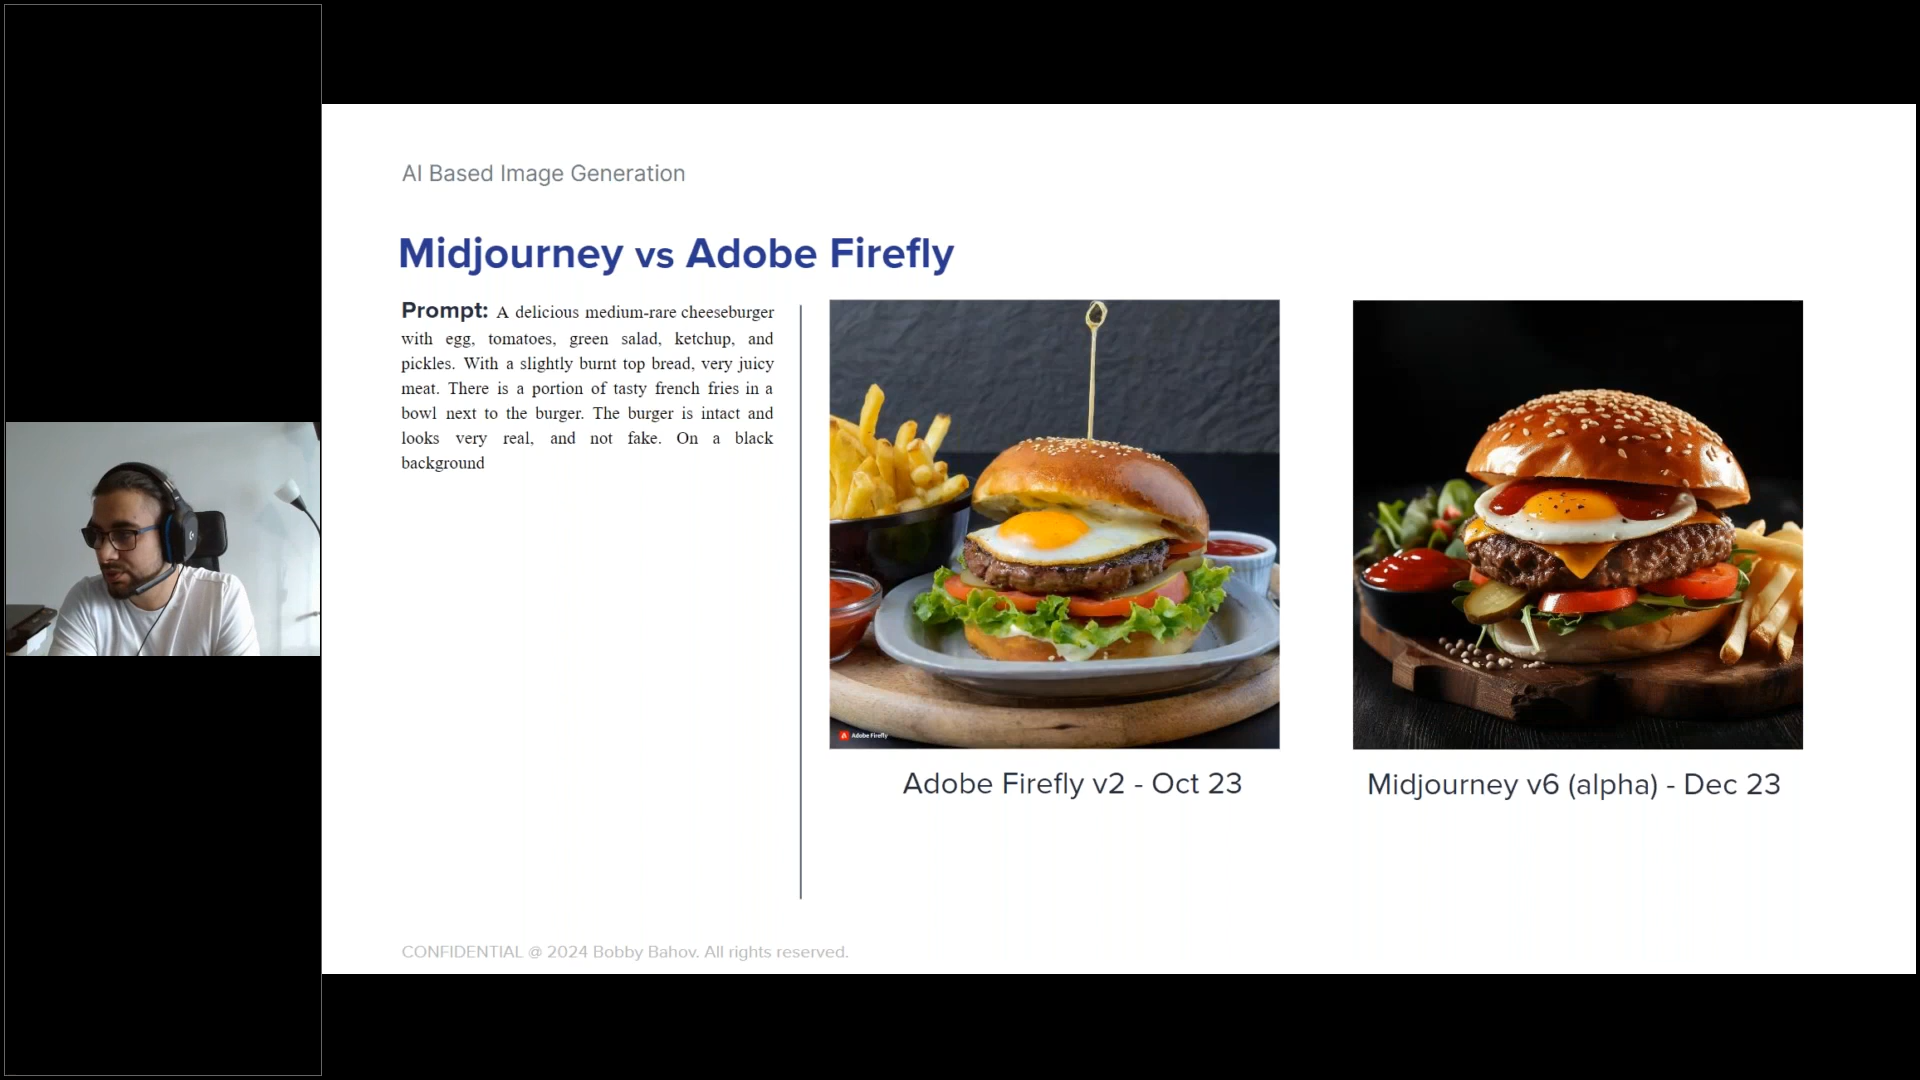 AI Based Image Generation
Midjourney vs Adobe Firefly
Prompt: A delicious medium-rare cheeseburger
with egg, tomatoes, green salad, ketchup, and
pickles. With a slightly burnt top bread, very juicy
meat. There is a portion of tasty french fries in a
bowl next to the burger. The burger is intact and
looks very real, and not fake. On a black
background
Adobe Firefly
Adobe Firefly v2 - Oct 23
Midjourney v6 (alpha) - Dec 23
CONFIDENTIAL @ 2024 Bobby Bahov. All rights reserved.